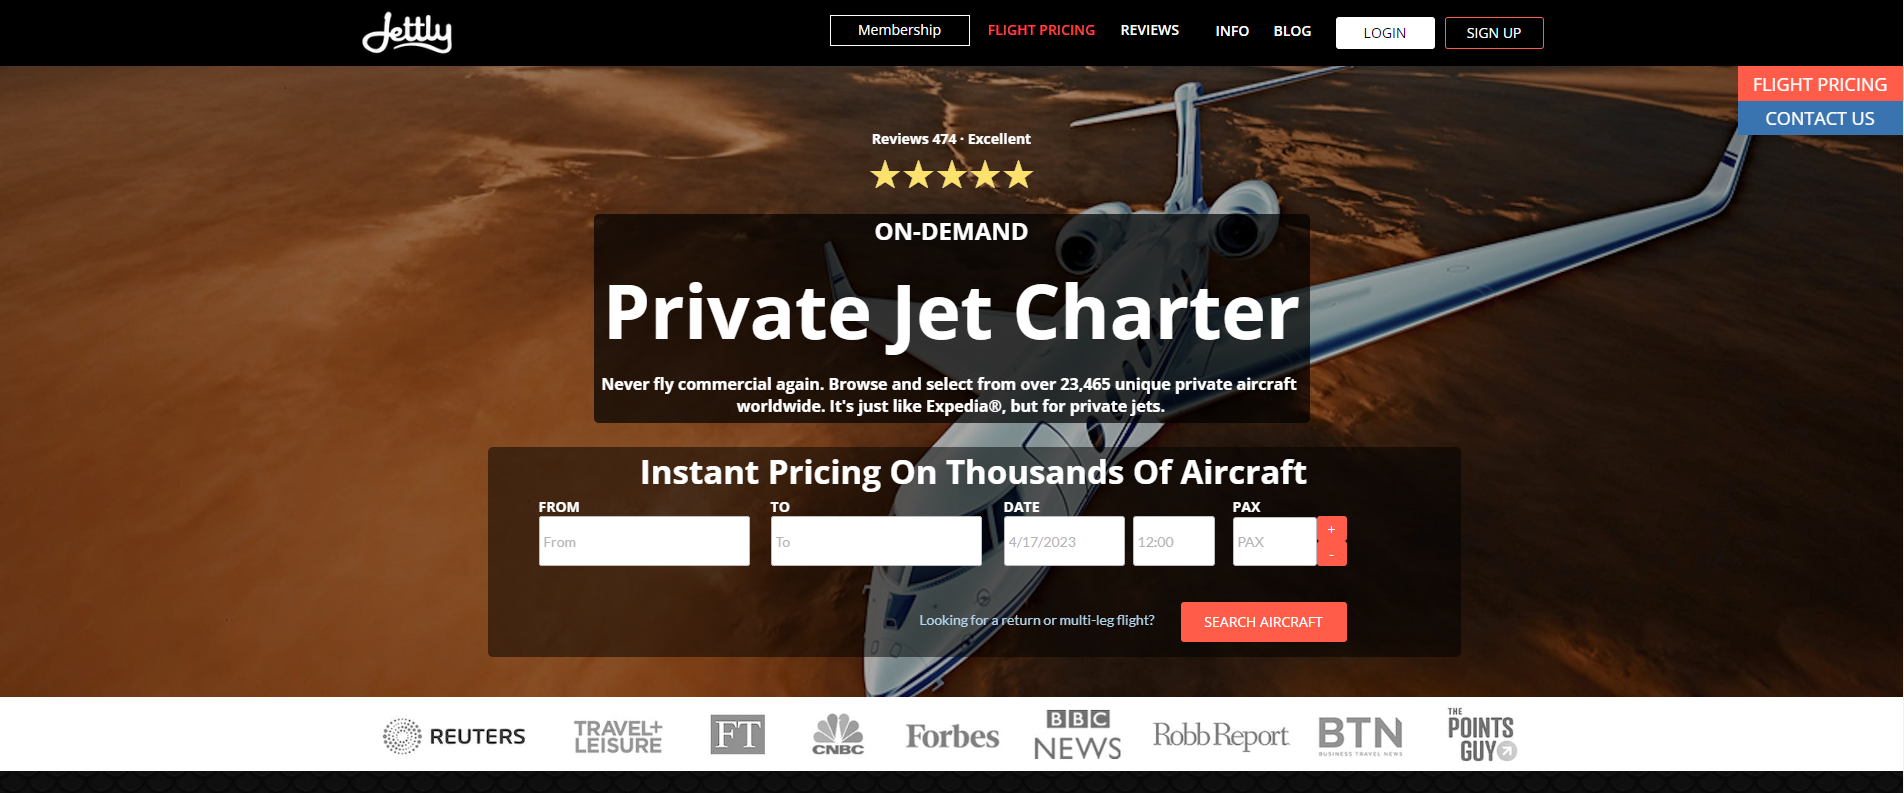 Jettly
Membership
FLIGHT PRICING
REVIEWS
INFO
BLOG
LOGIN
SIGN UP
FLIGHT PRICING
CONTACT US
Reviews 474 · Excellent
ON-DEMAND
Private Jet Charter
Never fly commercial again. Browse and select from over 23,465 unique private aircraft
worldwide. It's just like Expedia®, but for private jets.
Instant Pricing On Thousands Of Aircraft
FROM
TO
DATE
PAX
From
To
4/17/2023
12:00
PAX
+
-
Looking for a return or multi-leg flight?
SEARCH AIRCRAFT
REUTERS
TRAVEL+
LEISURE
FT
CNBC
Forbes
BBC
NEWS
Robb Report
BTN
BUSINESS TRAVEL NEWS
THE
POINTS
GUY